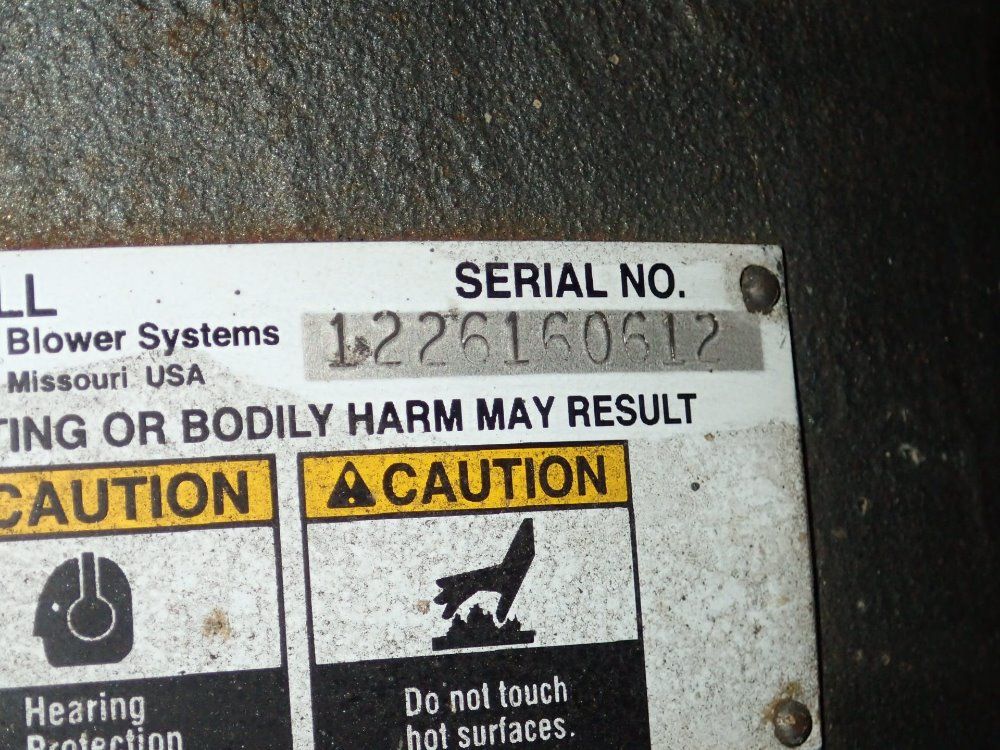 LL
SERIAL NO.
Blower Systems
1226160612
Missouri USA
TING OR BODILY HARM MAY RESULT
CAUTION
CAUTION
Hearing
Protection
Do not touch
hot surfaces.